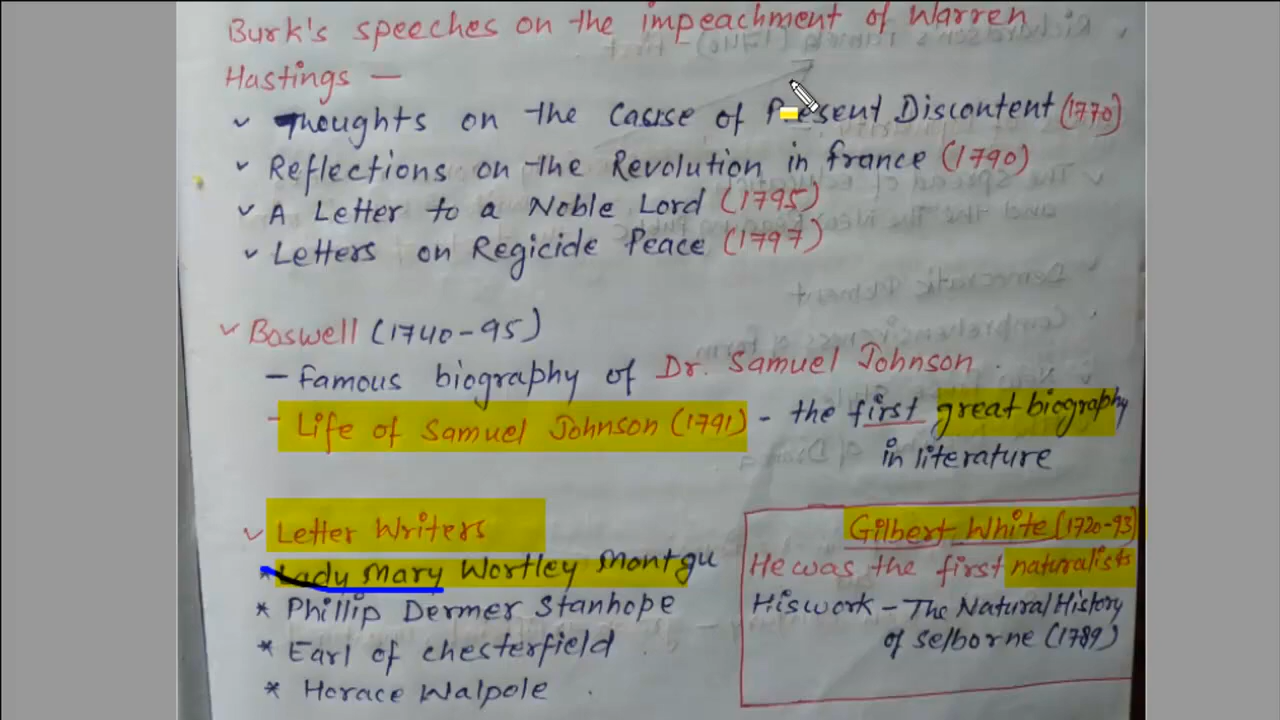 Burk's speeches on the impeachment of Warren
Hastings —
✓ Thoughts on the Casise of Present Discontent (1770)
✓ Reflections on the Revolution in france (1790)
✓ A Letter to a Noble Lord (1795)
✓ Letters on Regicide Peace (1797)
✓ Boswell (1740-95)
- famous biography of Dr. Samuel Johnson
- Life of Samuel Johnson (1791) - the first great biography
in literature
✓ Letter Writers
* Lady Mary Wortley Montgu
* Phillip Dermer Stanhope
* Earl of chesterfield
* Horace Walpole
Gilbert White (1720-93)
He was the first naturalists
His work - The Natural History
of Selborne (1789)